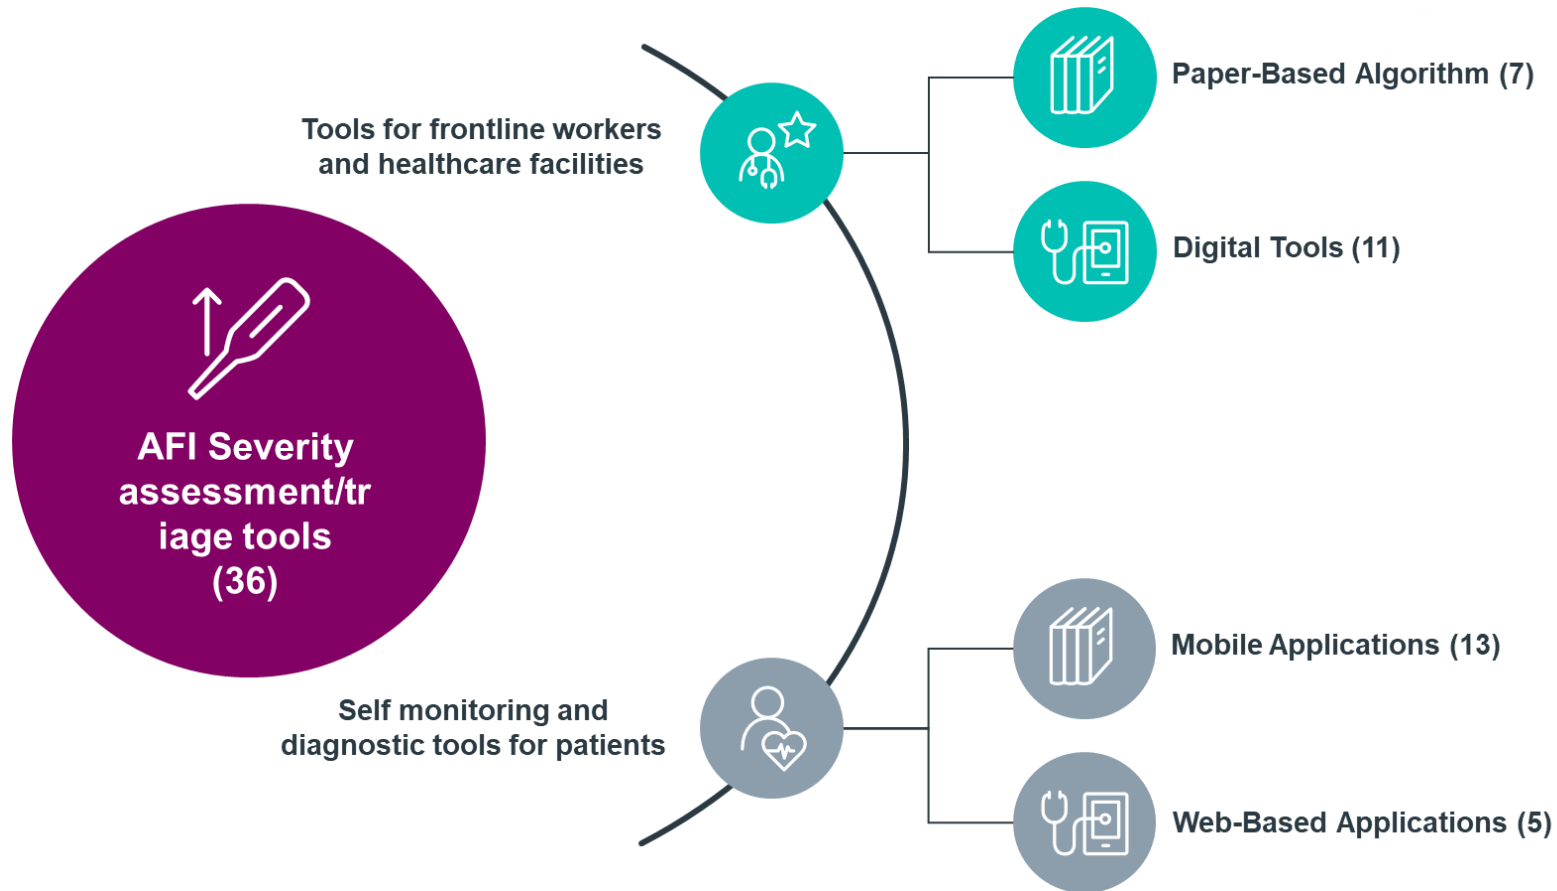 Tools for frontline workers
and healthcare facilities
Paper-Based Algorithm (7)
Digital Tools (11)
AFI Severity
assessment/tr
iage tools
(36)
Self monitoring and
diagnostic tools for patients
Mobile Applications (13)
Web-Based Applications (5)